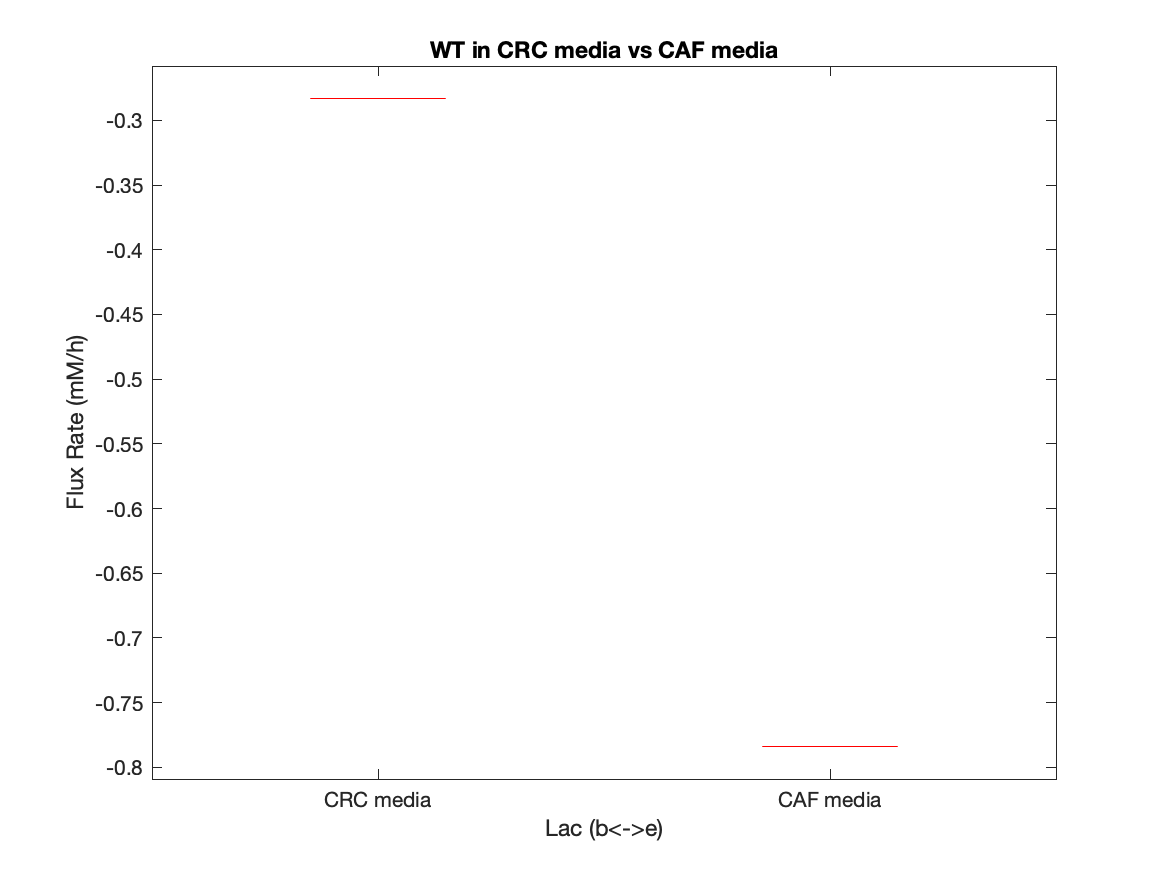 WT in CRC media vs CAF media
-0.3
-0.35
-0.4
-0.45
-0.5
-0.55
-0.6
-0.65
-0.7
-0.75
-0.8
Flux Rate (mM/h)
CRC media
CAF media
Lac (b<->e)